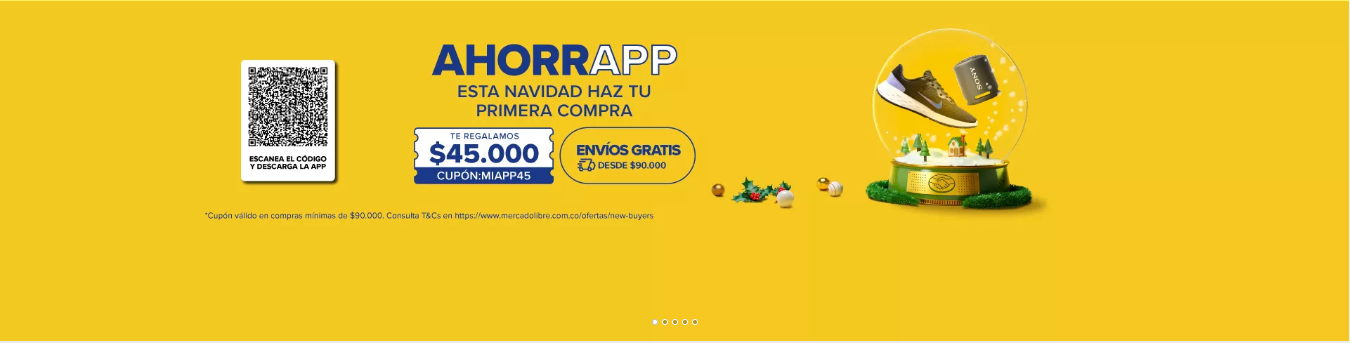 AHORRAPP
ESTA NAVIDAD HAZ TU
PRIMERA COMPRA
TE REGALAMOS
$45.000
CUPÓN:MIAPP45
ENVÍOS GRATIS
DESDE $90.000
ESCANEA EL CÓDIGO
Y DESCARGA LA APP
*Cupón válido en compras mínimas de $90.000. Consulta T&Cs en https://www.mercadolibre.com.co/ofertas/new-buyers
SONY